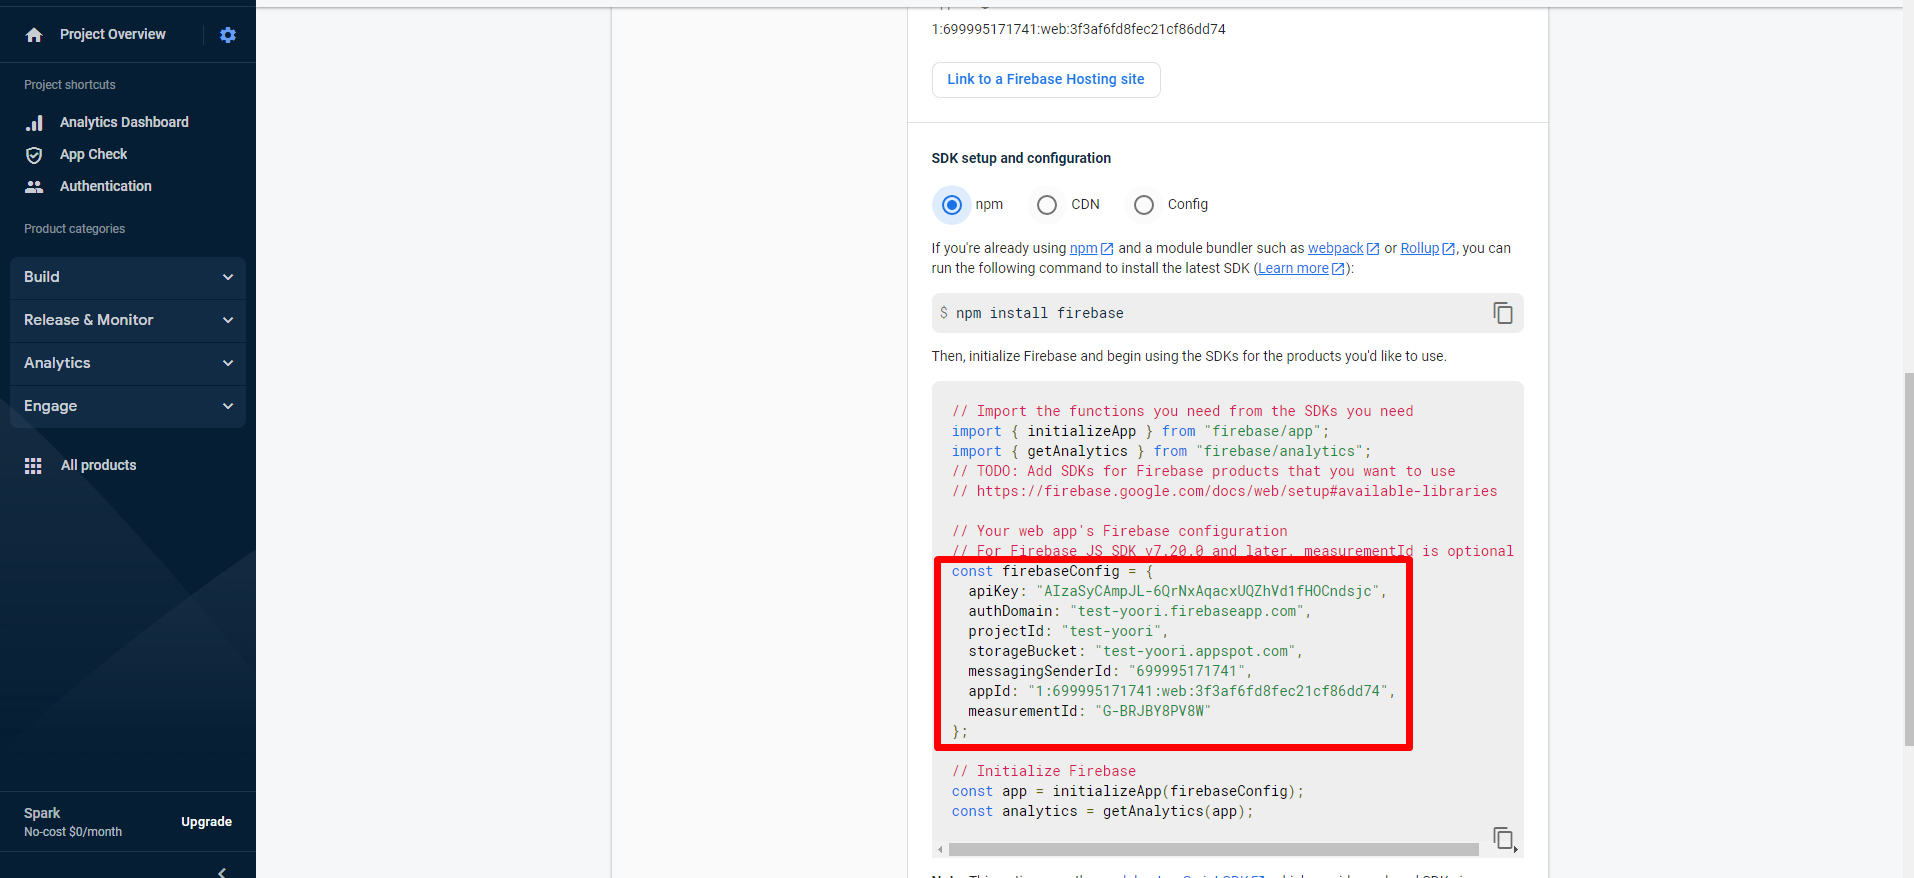 Project Overview
Project shortcuts
Analytics Dashboard
App Check
Authentication
Product categories
Build
Release & Monitor
Analytics
Engage
All products
Spark
No-cost $0/month
Upgrade
1:699995171741:web:3f3af6fd8fec21cf86dd74
Link to a Firebase Hosting site
SDK setup and configuration
npm
CDN
Config
If you're already using npm and a module bundler such as webpack or Rollup, you can
run the following command to install the latest SDK (Learn more):
$ npm install firebase
Then, initialize Firebase and begin using the SDKs for the products you'd like to use.
// Import the functions you need from the SDKs you need
import { initializeApp } from "firebase/app";
import { getAnalytics } from "firebase/analytics";
// TODO: Add SDKs for Firebase products that you want to use
// https://firebase.google.com/docs/web/setup#available-libraries
// Your web app's Firebase configuration
// For Firebase JS SDK v7.20.0 and later, measurementId is optional
const firebaseConfig = {
apiKey: "AIzaSyCAmpJL-6QrNxAqacxUQZhVd1fHOCndsjc",
authDomain: "test-yoori.firebaseapp.com",
projectId: "test-yoori",
storageBucket: "test-yoori.appspot.com",
messagingSenderId: "699995171741",
appId: "1:699995171741:web:3f3af6fd8fec21cf86dd74",
measurementId: "G-BRJBY8PV8W"
};
// Initialize Firebase
const app = initializeApp(firebaseConfig);
const analytics = getAnalytics(app);